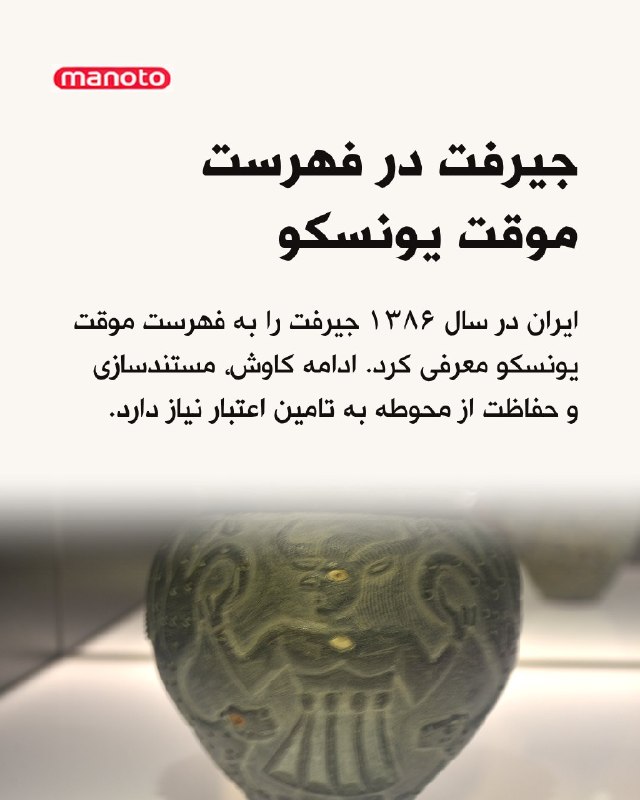 manoto
جیرفت در فهرست
موقت یونسکو
ایران در سال ۱۳۸۶ جیرفت را به فهرست موقت
یونسکو معرفی کرد. ادامه کاوش، مستندسازی
و حفاظت از محوطه به تامین اعتبار نیاز دارد.